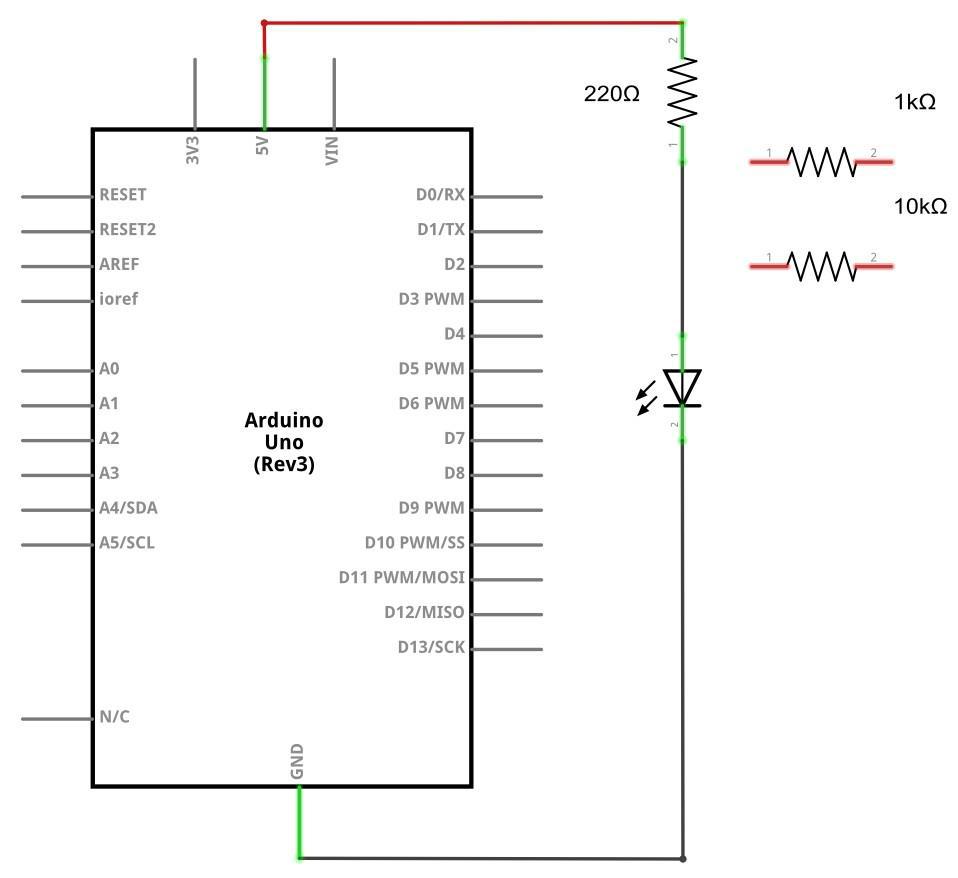 2
220Ω
1kΩ
3V3
5V
VIN
1
1
2
RESET
D0/RX
10kΩ
RESET2
D1/TX
AREF
D2
1
2
ioref
D3 PWM
D4
1
A0
D5 PWM
A1
D6 PWM
Arduino
Uno
(Rev3)
2
A2
D7
A3
D8
A4/SDA
D9 PWM
A5/SCL
D10 PWM/SS
D11 PWM/MOSI
D12/MISO
D13/SCK
N/C
GND